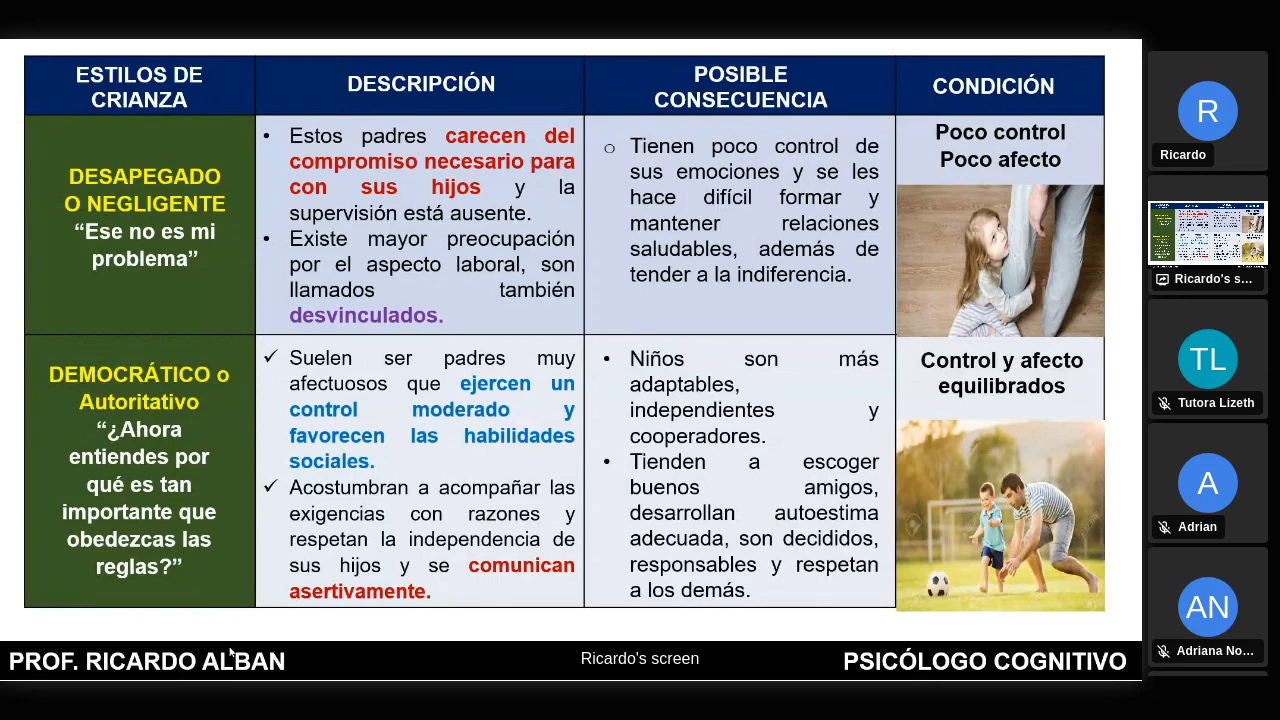 ESTILOS DE
CRIANZA
DESCRIPCIÓN
POSIBLE
CONSECUENCIA
CONDICIÓN
DESAPEGADO
O NEGLIGENTE
“Ese no es mi
problema”
• Estos padres carecen del
compromiso necesario para
con sus hijos y la
supervisión está ausente.
• Existe mayor preocupación
por el aspecto laboral, son
llamados también
desvinculados.
o Tienen poco control de
sus emociones y se les
hace difícil formar y
mantener relaciones
saludables, además de
tender a la indiferencia.
Poco control
Poco afecto
DEMOCRÁTICO o
Autoritativo
“¿Ahora
entiendes por
qué es tan
importante que
obedezcas las
reglas?”
✓ Suelen ser padres muy
afectuosos que ejercen un
control moderado y
favorecen las habilidades
sociales.
✓ Acostumbran a acompañar las
exigencias con razones y
respetan la independencia de
sus hijos y se comunican
asertivamente.
• Niños son más
adaptables,
independientes y
cooperadores.
• Tienden a escoger
buenos amigos,
desarrollan autoestima
adecuada, son decididos,
responsables y respetan
a los demás.
Control y afecto
equilibrados
PROF. RICARDO ALBAN
Ricardo's screen
PSICÓLOGO COGNITIVO
R
Ricardo
Ricardo's s...
TL
Tutora Lizeth
A
Adrian
AN
Adriana No...